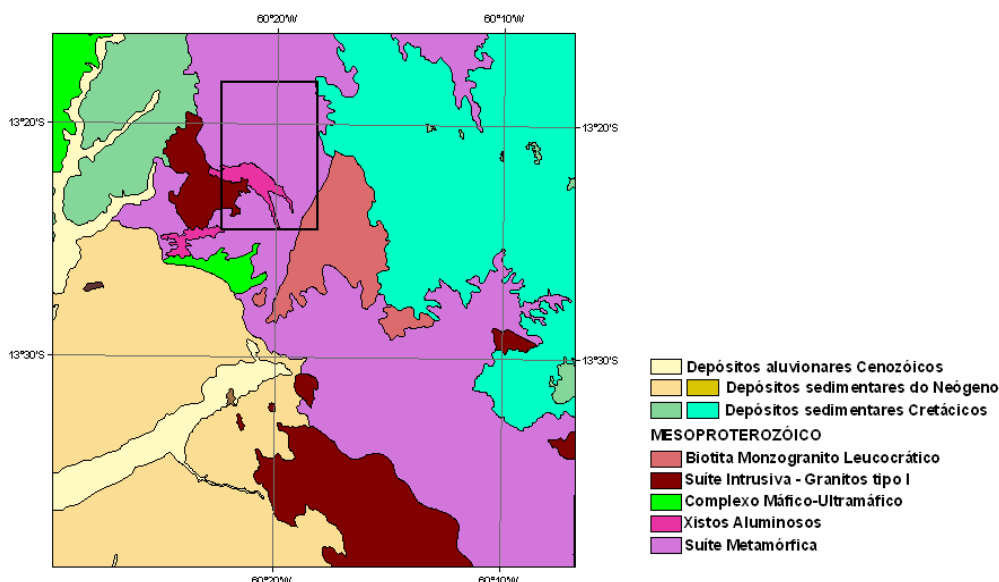 60°20'W 60°10'W
13°20'S 13°20'S
13°30'S 13°30'S
Depósitos aluvionares Cenozóicos
Depósitos sedimentares do Neógeno
Depósitos sedimentares Cretácicos
MESOPROTEROZÓICO
Biotita Monzogranito Leucocrático
Suíte Intrusiva - Granitos tipo I
Complexo Máfico-Ultramáfico
Xistos Aluminosos
Suíte Metamórfica
60°20'W 60°10'W